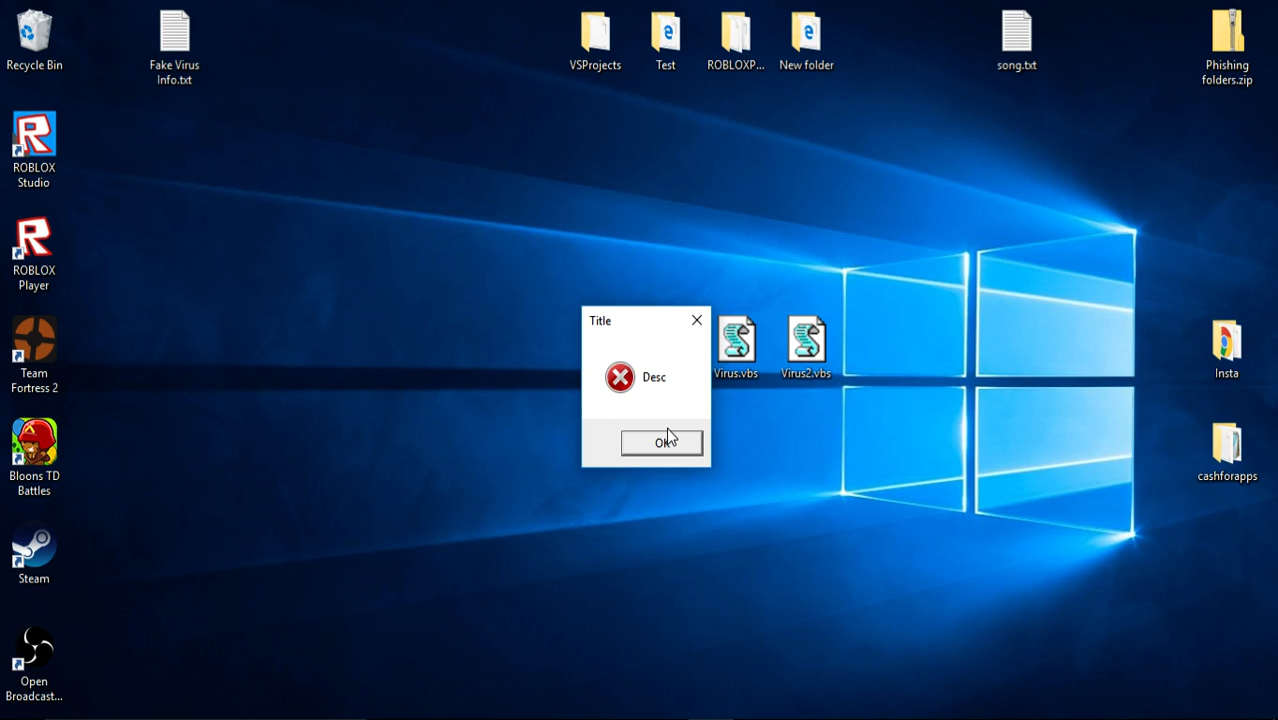 Recycle Bin
Fake Virus
Info.txt
VSProjects
Test
ROBLOXP...
New folder
song.txt
Phishing
folders.zip
ROBLOX
Studio
ROBLOX
Player
Team
Fortress 2
Bloons TD
Battles
Steam
Open
Broadcast...
Title
Desc
OK
Virus.vbs
Virus2.vbs
Insta
cashforapps